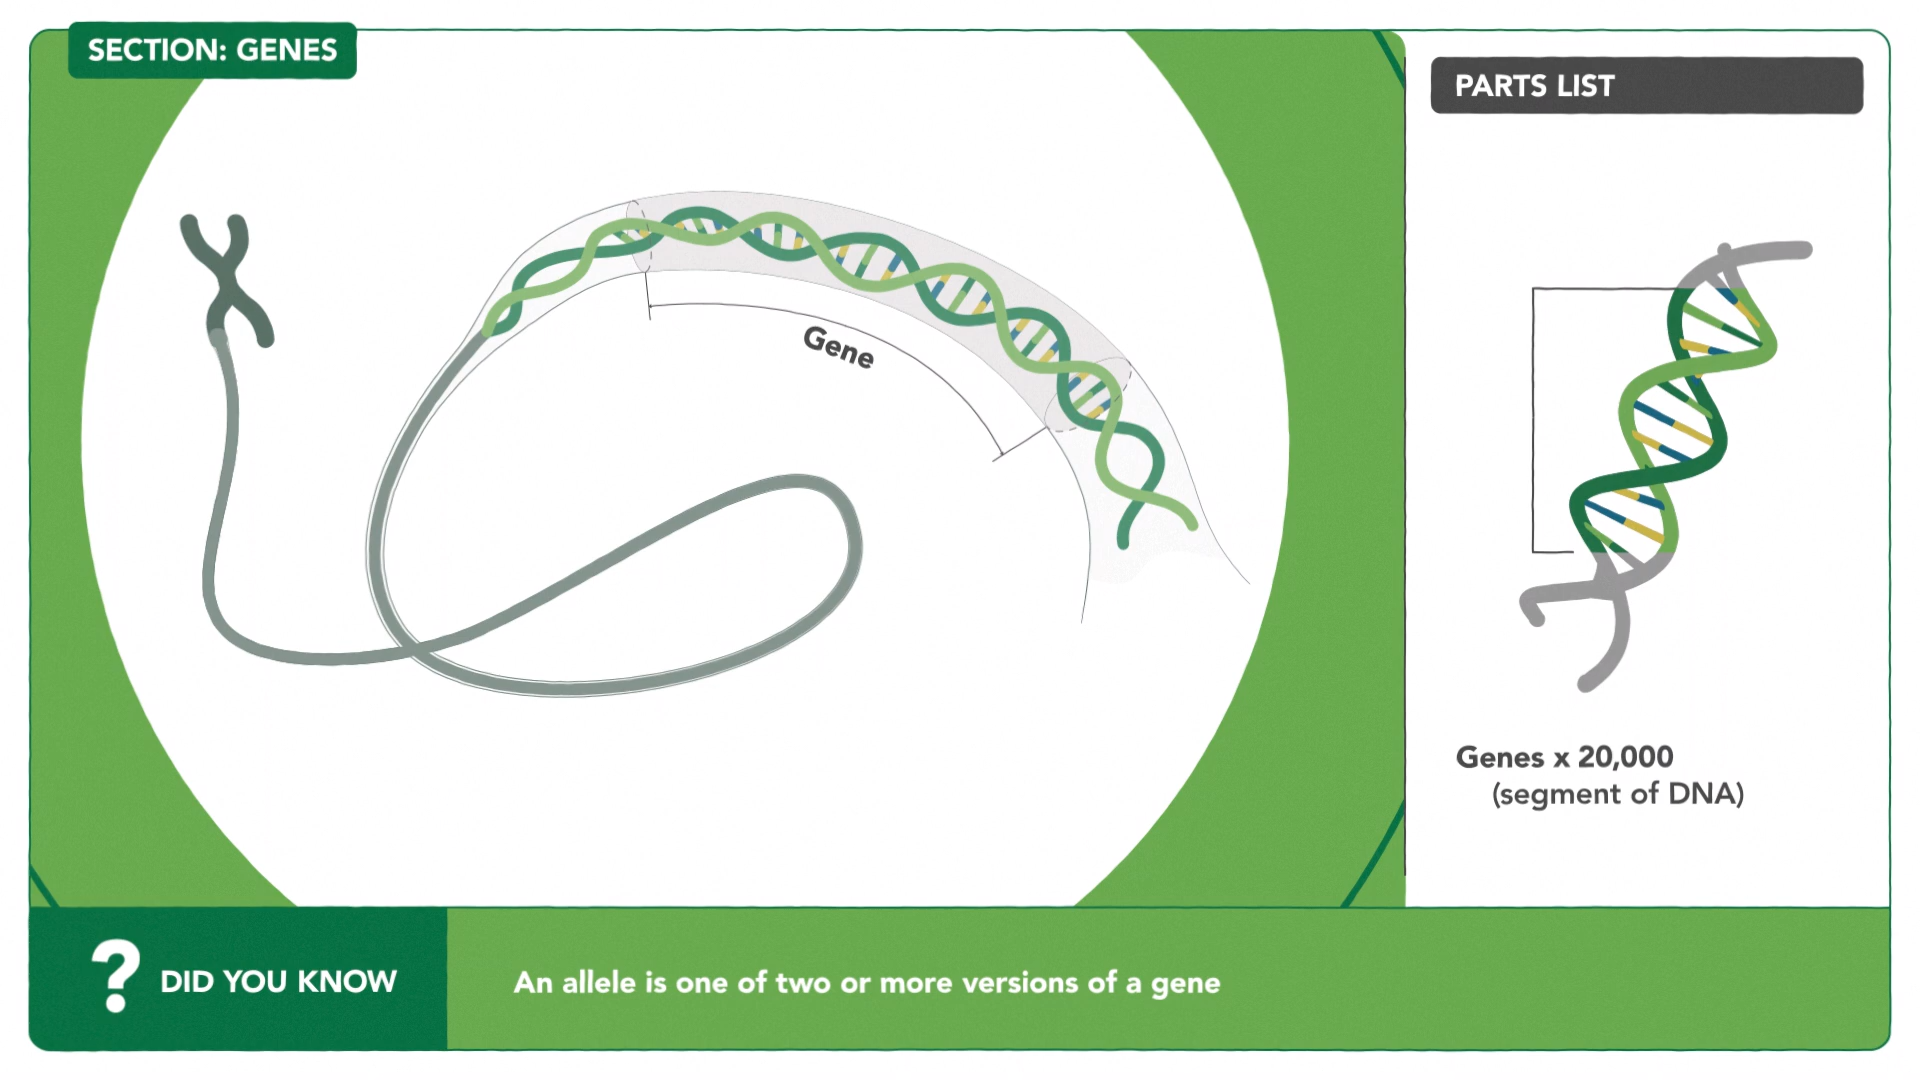 SECTION: GENES
PARTS LIST
Gene
Genes x 20,000
(segment of DNA)
? DID YOU KNOW
An allele is one of two or more versions of a gene